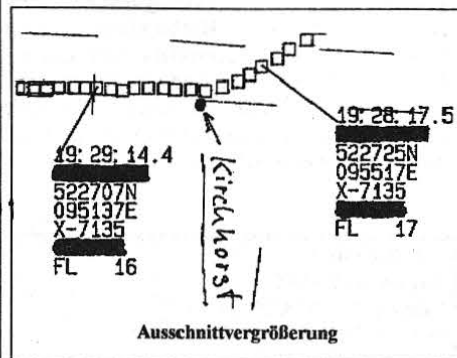 19:28:17.5
522725N
095517E
X-7135
FL 17
19:29:14.4
522707N
095137E
X-7135
FL 16
Kirchhorst
Ausschnittvergrößerung